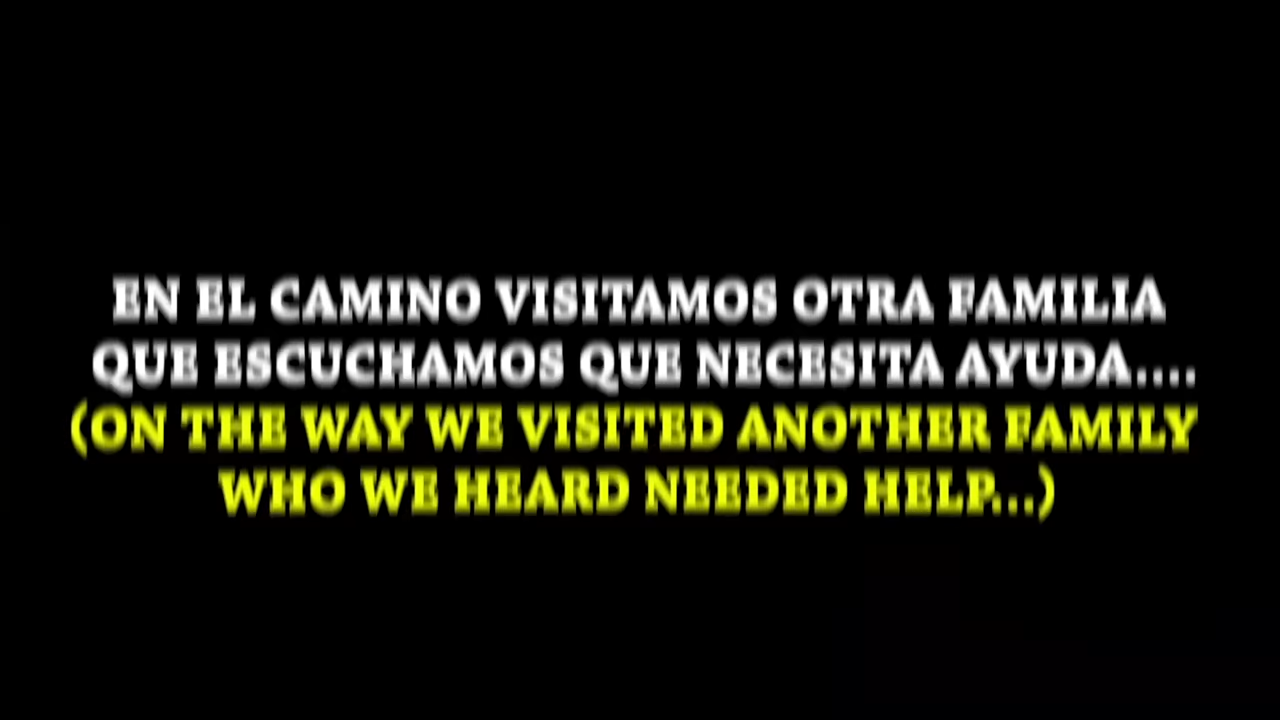 EN EL CAMINO VISITAMOS OTRA FAMILIA
QUE ESCUCHAMOS QUE NECESITA AYUDA....
(ON THE WAY WE VISITED ANOTHER FAMILY
WHO WE HEARD NEEDED HELP...)